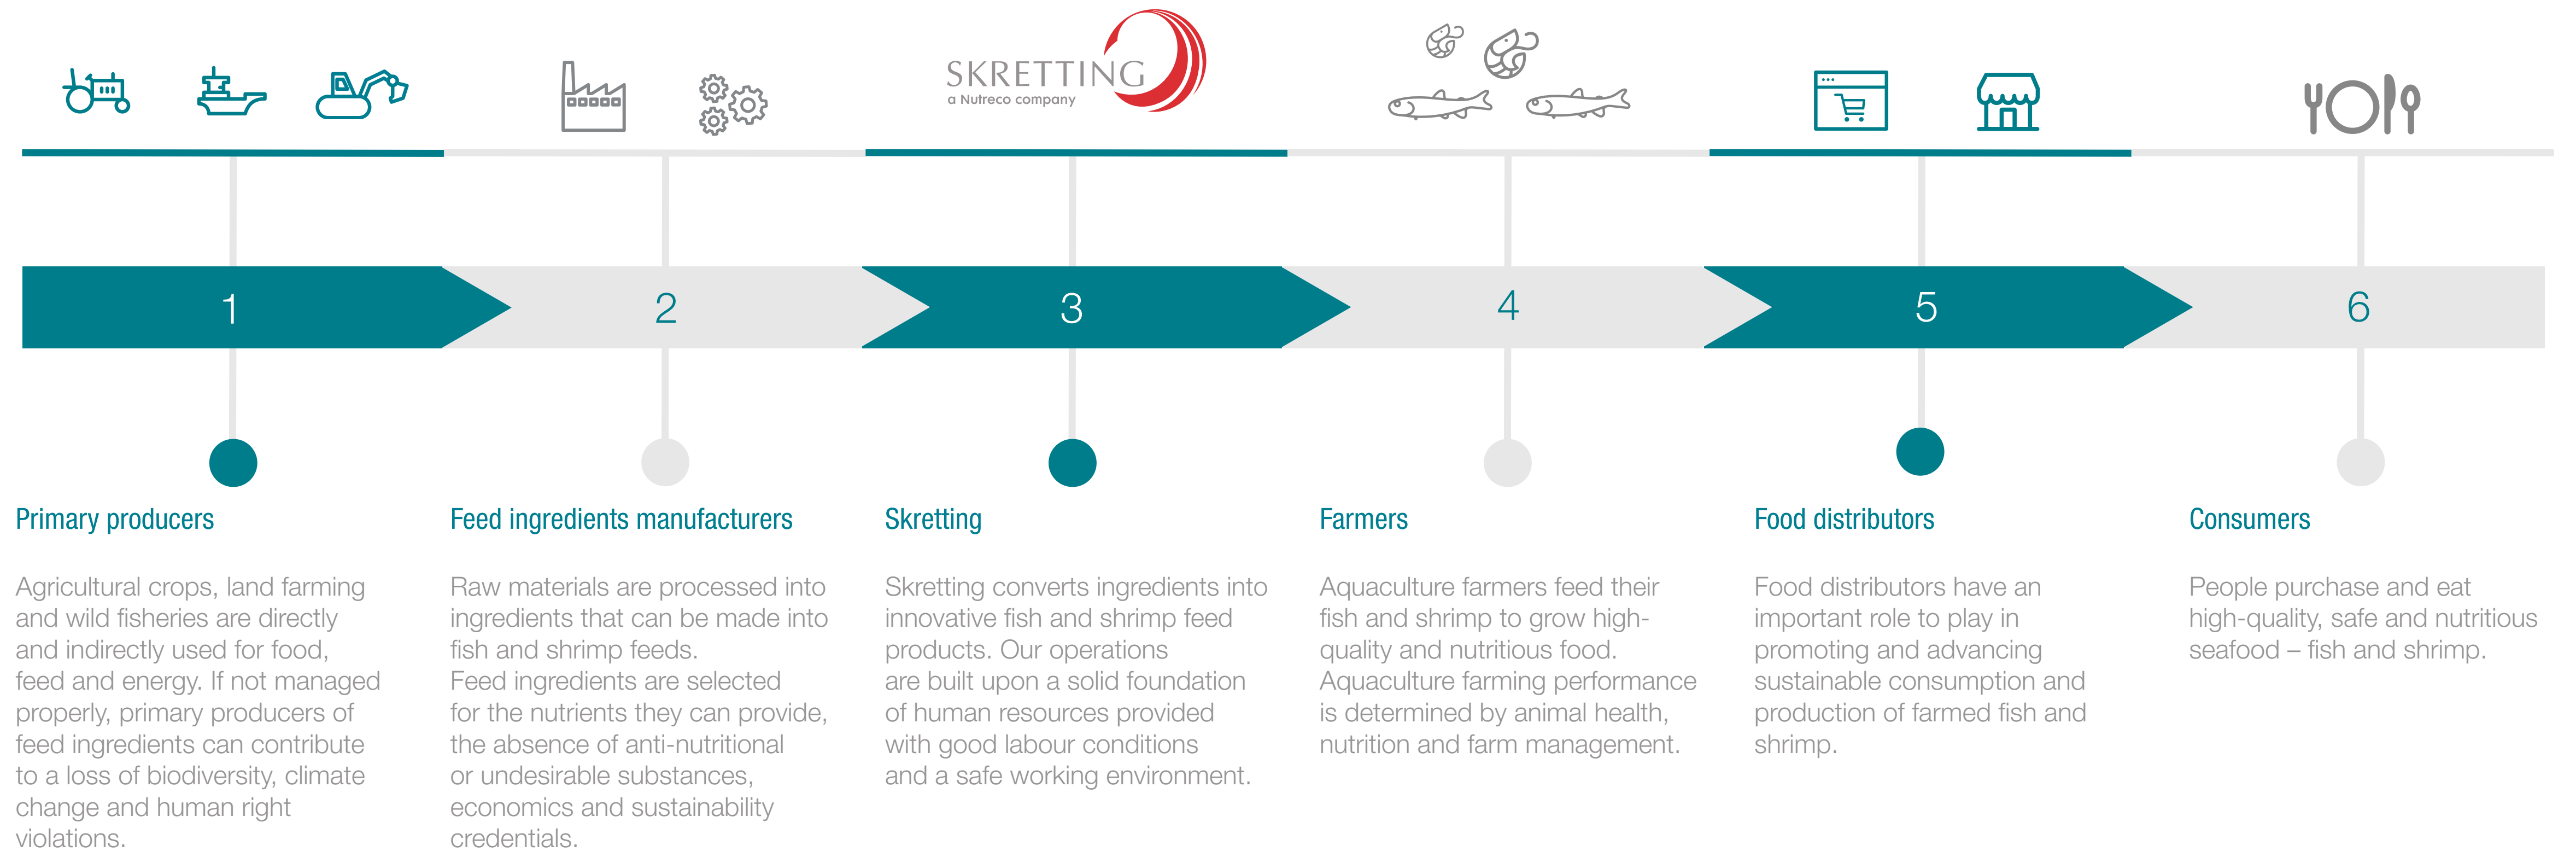 SKRETTING
a Nutreco company
1
2
3
4
5
6
Primary producers
Agricultural crops, land farming
and wild fisheries are directly
and indirectly used for food,
feed and energy. If not managed
properly, primary producers of
feed ingredients can contribute
to a loss of biodiversity, climate
change and human right
violations.
Feed ingredients manufacturers
Raw materials are processed into
ingredients that can be made into
fish and shrimp feeds.
Feed ingredients are selected
for the nutrients they can provide,
the absence of anti-nutritional
or undesirable substances,
economics and sustainability
credentials.
Skretting
Skretting converts ingredients into
innovative fish and shrimp feed
products. Our operations
are built upon a solid foundation
of human resources provided
with good labour conditions
and a safe working environment.
Farmers
Aquaculture farmers feed their
fish and shrimp to grow high-
quality and nutritious food.
Aquaculture farming performance
is determined by animal health,
nutrition and farm management.
Food distributors
Food distributors have an
important role to play in
promoting and advancing
sustainable consumption and
production of farmed fish and
shrimp.
Consumers
People purchase and eat
high-quality, safe and nutritious
seafood – fish and shrimp.